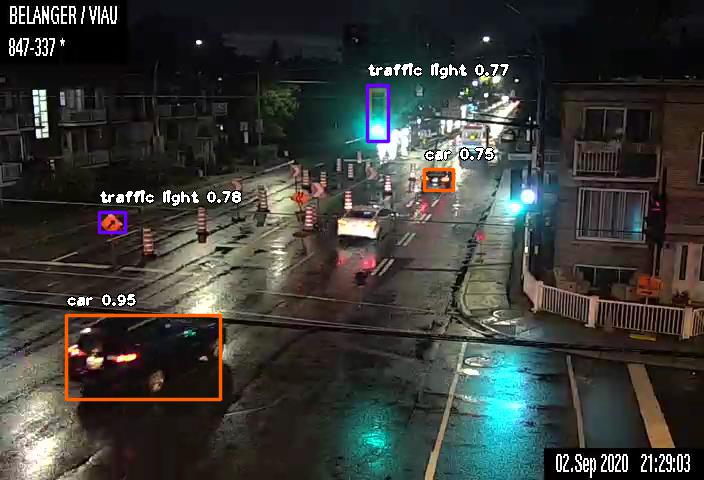 BELANGER / VIAU
847-337 *
traffic light 0.77
car 0.75
traffic light 0.78
car 0.95
02.Sep 2020 21:29:03